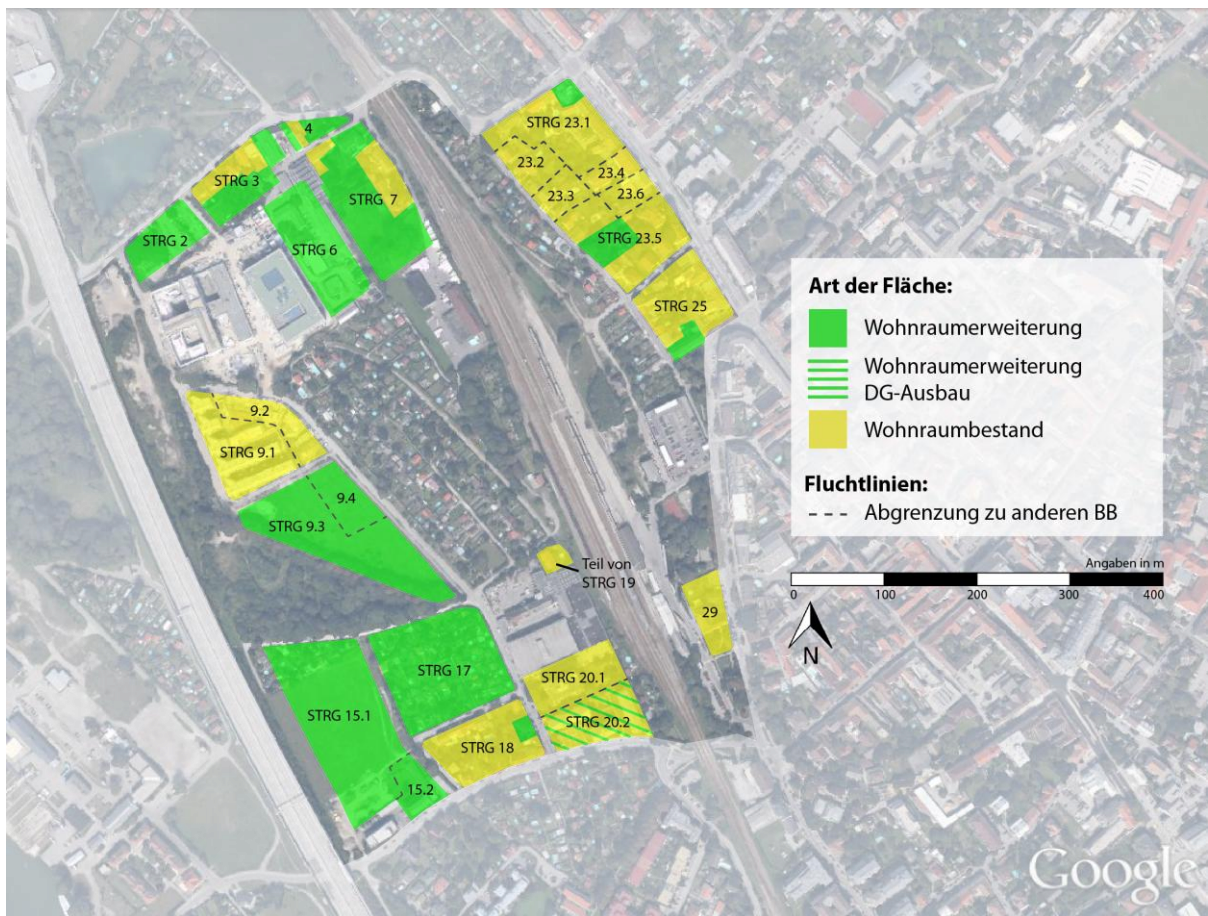 4
STRG 3
STRG 7
STRG 2
STRG 6
STRG 23.1
23.2
23.4
23.3
23.6
STRG 23.5
STRG 25
9.2
STRG 9.1
9.4
STRG 9.3
Teil von
STRG 19
29
STRG 17
STRG 20.1
STRG 15.1
STRG 20.2
STRG 18
15.2
Art der Fläche:
Wohnraumerweiterung
Wohnraumerweiterung
DG-Ausbau
Wohnraumbestand
Fluchtlinien:
Abgrenzung zu anderen BB
Angaben in m
0 100 200 300 400
N
Google